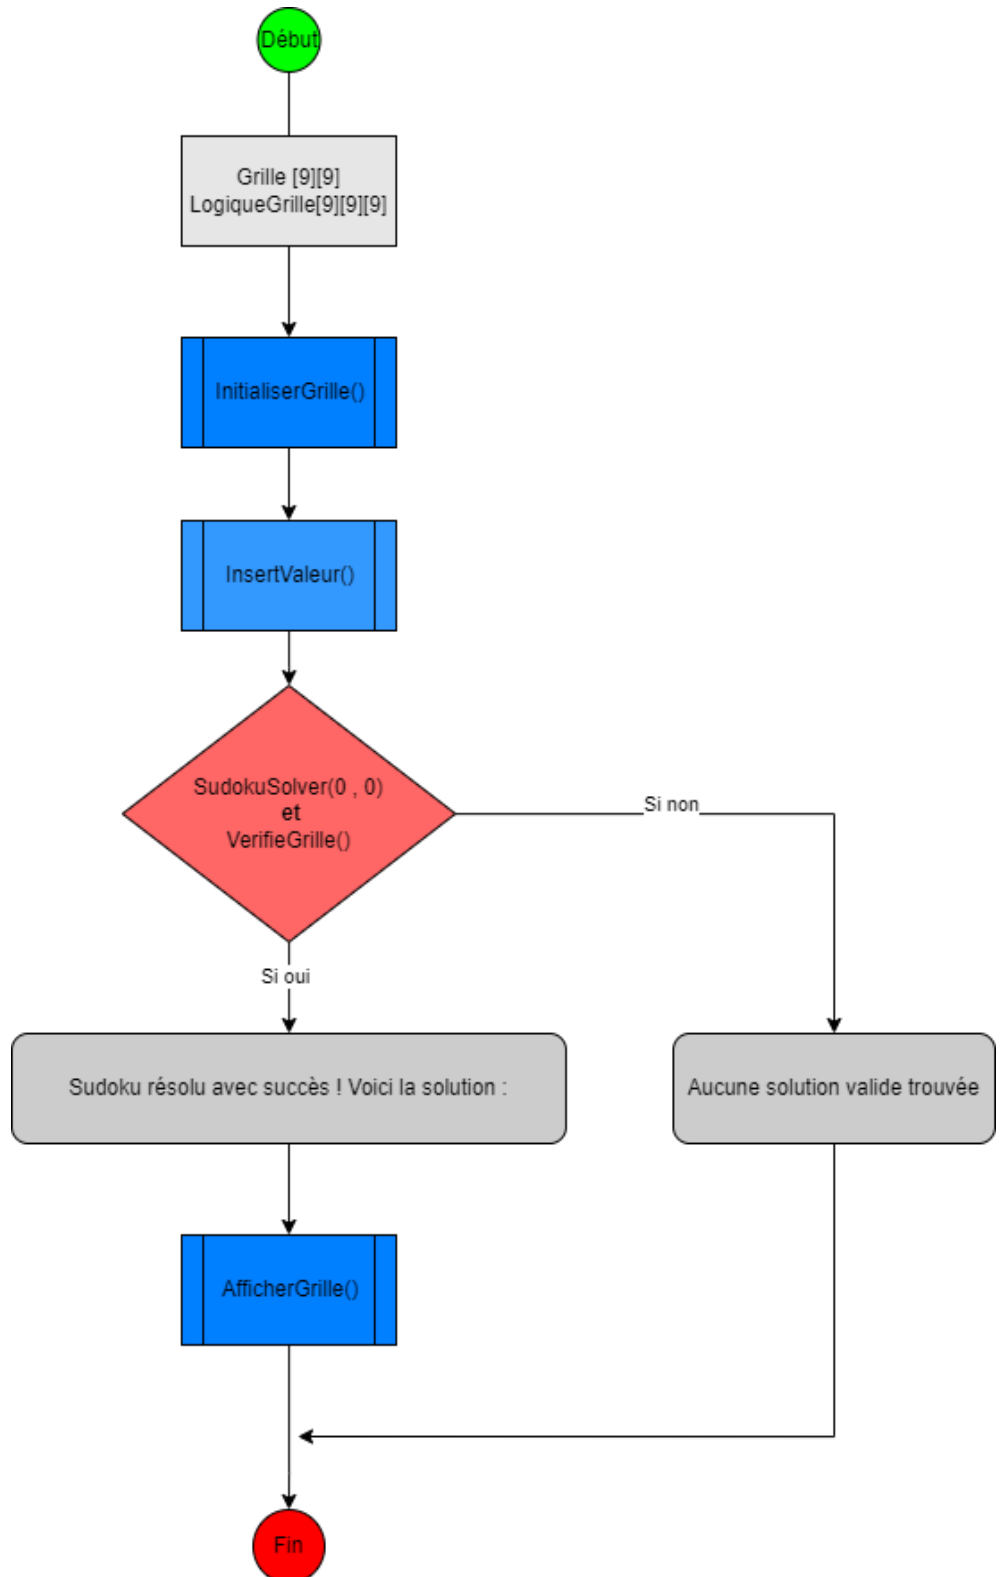 Début
Grille [9][9]
LogiqueGrille[9][9][9]
InitialiserGrille()
InsertValeur()
SudokuSolver(0 , 0)
et
VerifieGrille()
Si non
Si oui
Sudoku résolu avec succès ! Voici la solution :
Aucune solution valide trouvée
AfficherGrille()
Fin